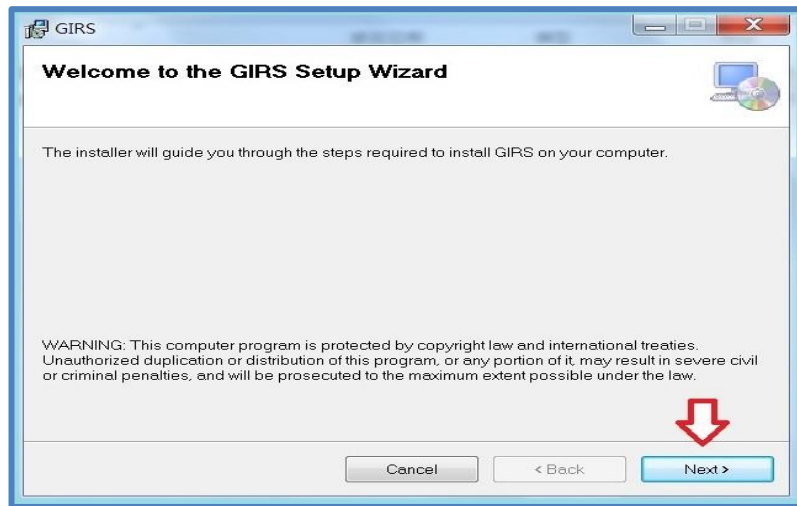 GIRS
Welcome to the GIRS Setup Wizard
The installer will guide you through the steps required to install GIRS on your computer.
WARNING: This computer program is protected by copyright law and international treaties.
Unauthorized duplication or distribution of this program, or any portion of it, may result in severe civil
or criminal penalties, and will be prosecuted to the maximum extent possible under the law.
Cancel
< Back
Next >